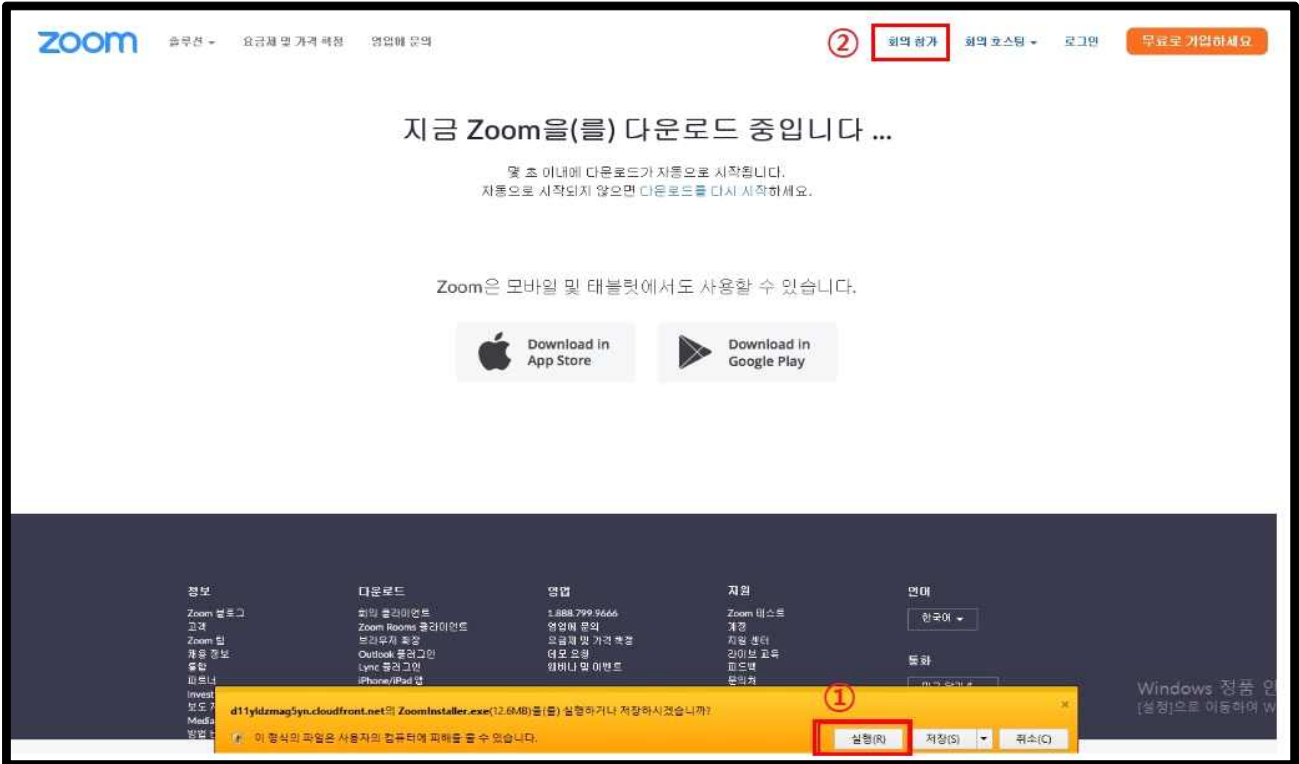 zoom
솔루션
요금제 및 가격 책정
영업에 문의
②
회의 참가
회의 호스팅
로그인
무료로 가입하세요
지금 Zoom을(를) 다운로드 중입니다 ...
몇 초 이내에 다운로드가 자동으로 시작됩니다.
자동으로 시작되지 않으면 다운로드를 다시 시작하세요.
Zoom은 모바일 및 태블릿에서도 사용할 수 있습니다.
Download in
App Store
Download in
Google Play
정보
Zoom 블로그
고객
Zoom 팀
채용 정보
통합
파트너
Invest
보도 자
Media
방법
다운로드
회의 클라이언트
Zoom Rooms 클라이언트
브라우저 확장
Outlook 플러그인
Lync 플러그인
iPhone/iPad 앱
영업
1.888.799.9666
영업에 문의
요금제 및 가격 책정
데모 요청
웨비나 및 이벤트
지원
Zoom 테스트
계정
지원 센터
라이브 교육
피드백
문의처
언어
한국어
통화
Windows 정품 인
[설정]으로 이동하여 W
①
d11yldzmag5yn.cloudfront.net의 ZoomInstaller.exe(12.6MB)을(를) 실행하거나 저장하시겠습니까?
이 형식의 파일은 사용자의 컴퓨터에 피해를 줄 수 있습니다.
실행(R)
저장(S)
취소(C)